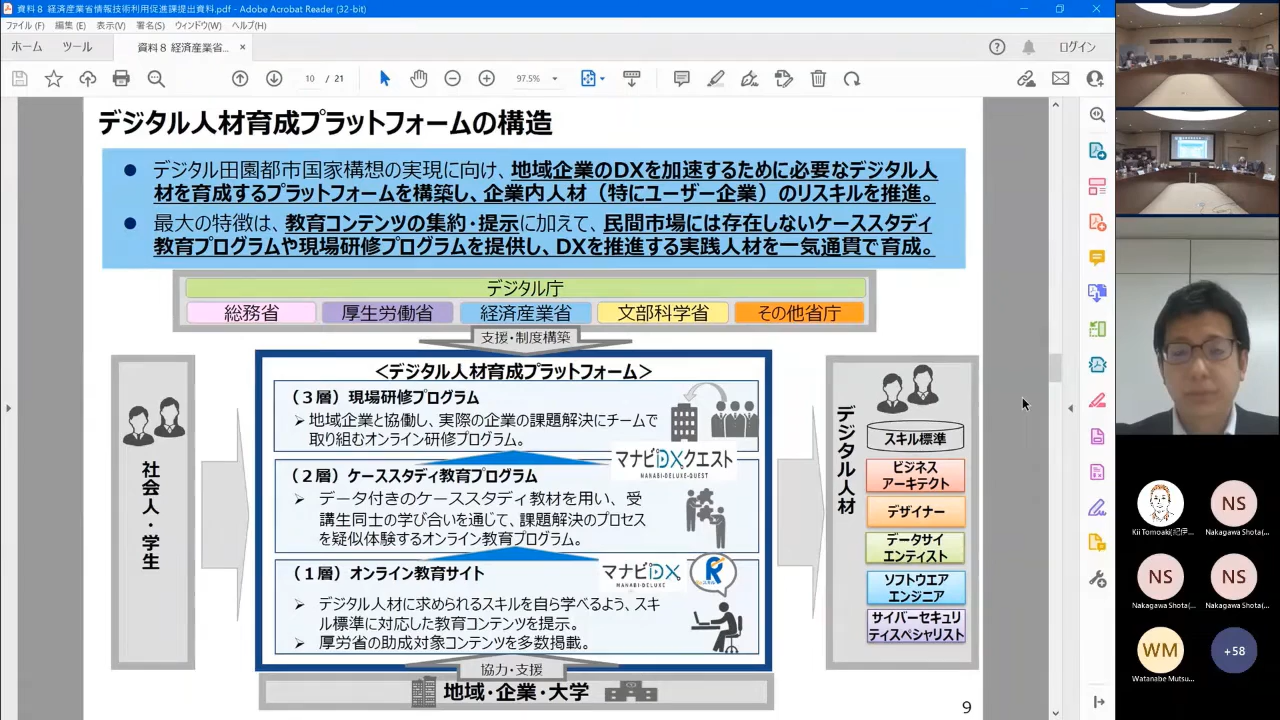 資料８ 経済産業省情報技術利用促進課提出資料.pdf - Adobe Acrobat Reader (32-bit)
ファイル(F) 編集(E) 表示(V) 署名(S) ウィンドウ(W) ヘルプ(H)
ホーム ツール 資料８ 経済産業省... × ログイン
10 / 21 97.5%
デジタル人材育成プラットフォームの構造
● デジタル田園都市国家構想の実現に向け、地域企業のDXを加速するために必要なデジタル人
材を育成するプラットフォームを構築し、企業内人材（特にユーザー企業）のリスキルを推進。
● 最大の特徴は、教育コンテンツの集約・提示に加えて、民間市場には存在しないケーススタディ
教育プログラムや現場研修プログラムを提供し、DXを推進する実践人材を一気通貫で育成。
デジタル庁
総務省 厚生労働省 経済産業省 文部科学省 その他省庁
支援・制度構築
社会人・学生
＜デジタル人材育成プラットフォーム＞
（３層）現場研修プログラム
➢ 地域企業と協働し、実際の企業の課題解決にチームで
取り組むオンライン研修プログラム。
マナビDXクエスト
MANABI-DELUXE-QUEST
（２層）ケーススタディ教育プログラム
➢ データ付きのケーススタディ教材を用い、受
講生同士の学び合いを通じて、課題解決のプロセス
を疑似体験するオンライン教育プログラム。
（１層）オンライン教育サイト
マナビDX
MANABI-DELUXE
➢ デジタル人材に求められるスキルを自ら学べるよう、スキ
ル標準に対応した教育コンテンツを提示。
➢ 厚労省の助成対象コンテンツを多数掲載。
協力・支援
地域・企業・大学
デジタル人材
スキル標準
ビジネス
アーキテクト
デザイナー
データサイ
エンティスト
ソフトウエア
エンジニア
サイバーセキュリ
ティスペシャリスト
9
NS
Kii Tomoaki(紀伊... Nakagawa Shota(...
NS NS
Nakagawa Shota(... Nakagawa Shota(...
WM +58
Watanabe Mutsu...